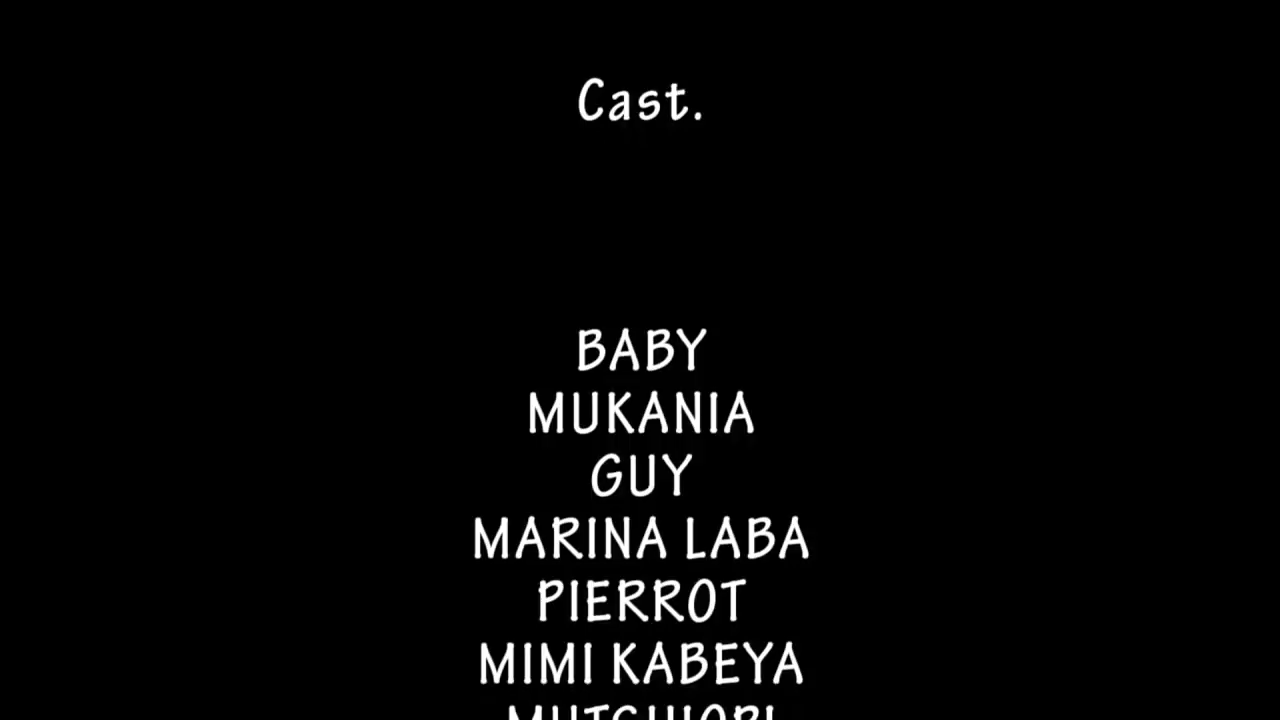 Cast.
BABY
MUKANIA
GUY
MARINA LABA
PIERROT
MIMI KABEYA